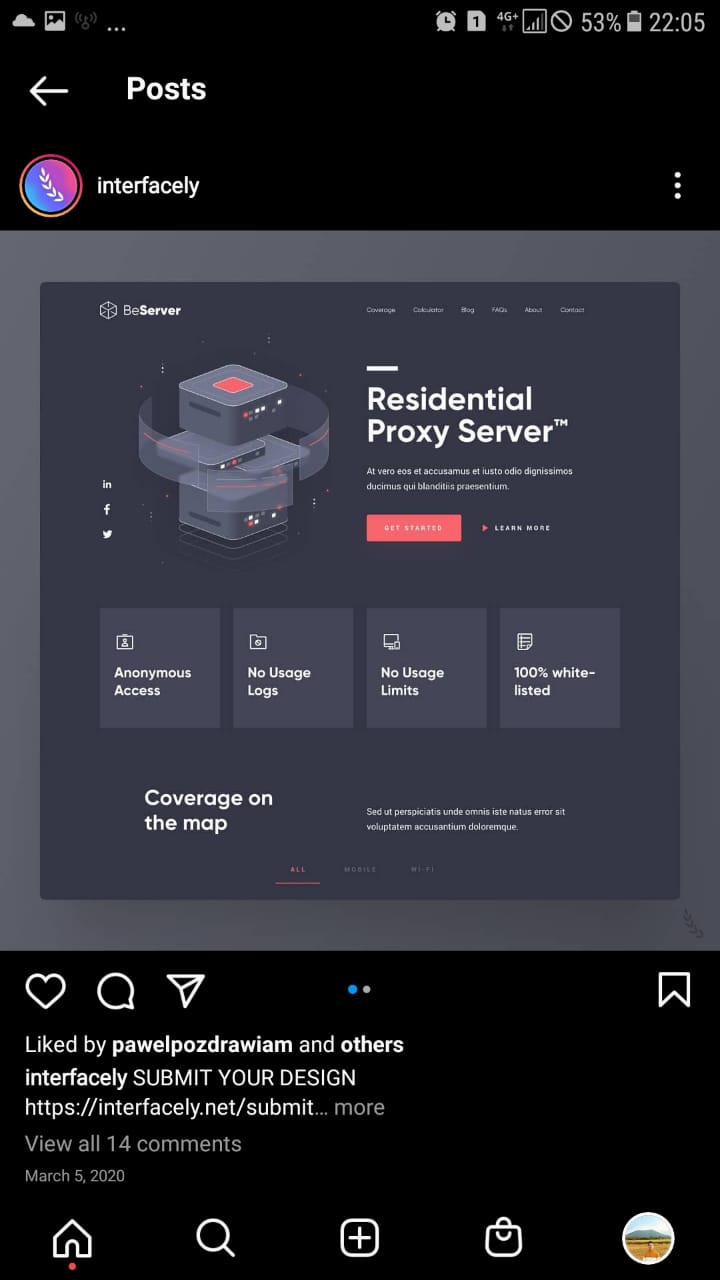 4G+ 53% 22:05
Posts
interfacely
BeServer
Coverage Calculator Blog FAQs About Contact
Residential
Proxy Server™
At vero eos et accusamus et iusto odio dignissimos
ducimus qui blanditiis praesentium.
in
GET STARTED LEARN MORE
Anonymous
Access
No Usage
Logs
No Usage
Limits
100% white-
listed
Coverage on
the map
Sed ut perspiciatis unde omnis iste natus error sit
voluptatem accusantium doloremque.
ALL MOBILE WI-FI
Liked by pawelpozdrawiam and others
interfacely SUBMIT YOUR DESIGN
https://interfacely.net/submit... more
View all 14 comments
March 5, 2020